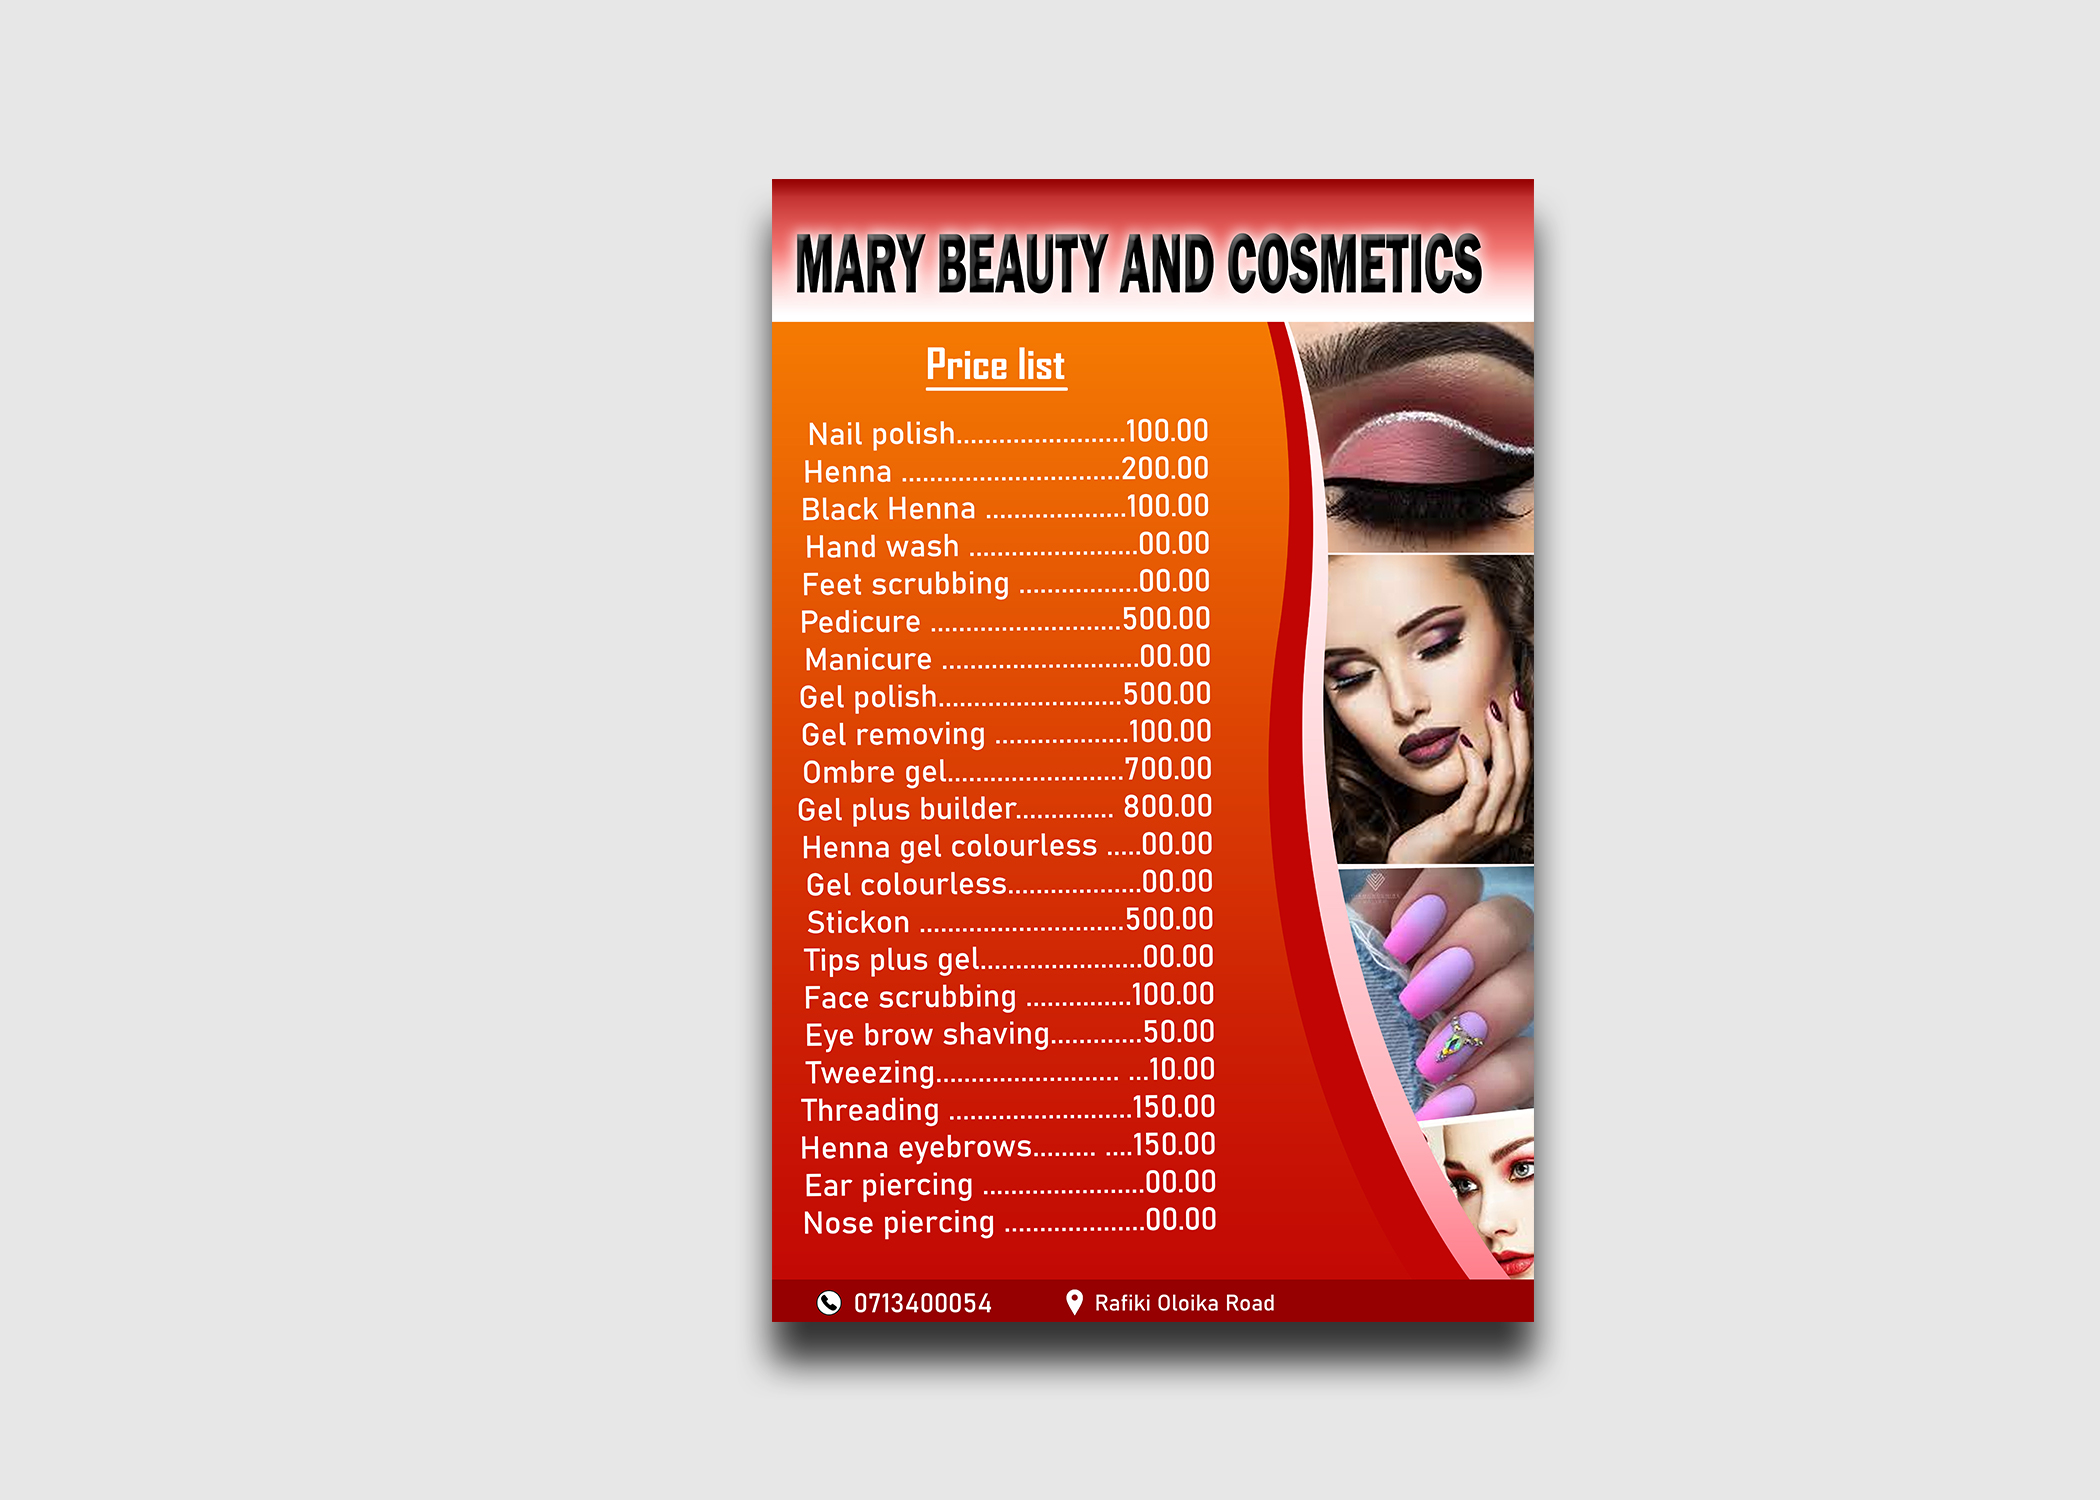 MARY BEAUTY AND COSMETICS
Price list
Nail polish........................100.00
Henna ...............................200.00
Black Henna ....................100.00
Hand wash ........................00.00
Feet scrubbing .................00.00
Pedicure ...........................500.00
Manicure ............................00.00
Gel polish..........................500.00
Gel removing ...................100.00
Ombre gel.........................700.00
Gel plus builder.............. 800.00
Henna gel colourless .....00.00
Gel colourless...................00.00
Stickon .............................500.00
Tips plus gel.......................00.00
Face scrubbing ...............100.00
Eye brow shaving.............50.00
Tweezing.......................... ...10.00
Threading ..........................150.00
Henna eyebrows......... ....150.00
Ear piercing .......................00.00
Nose piercing ....................00.00
0713400054
Rafiki Oloika Road